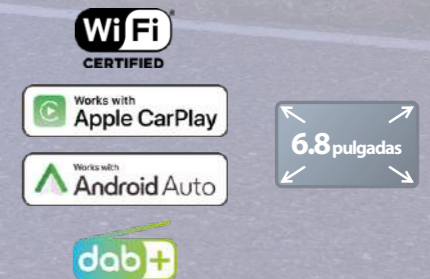 Wi Fi®
CERTIFIED
Works with
Apple CarPlay
Works with
Android Auto
6.8 pulgadas
dab+